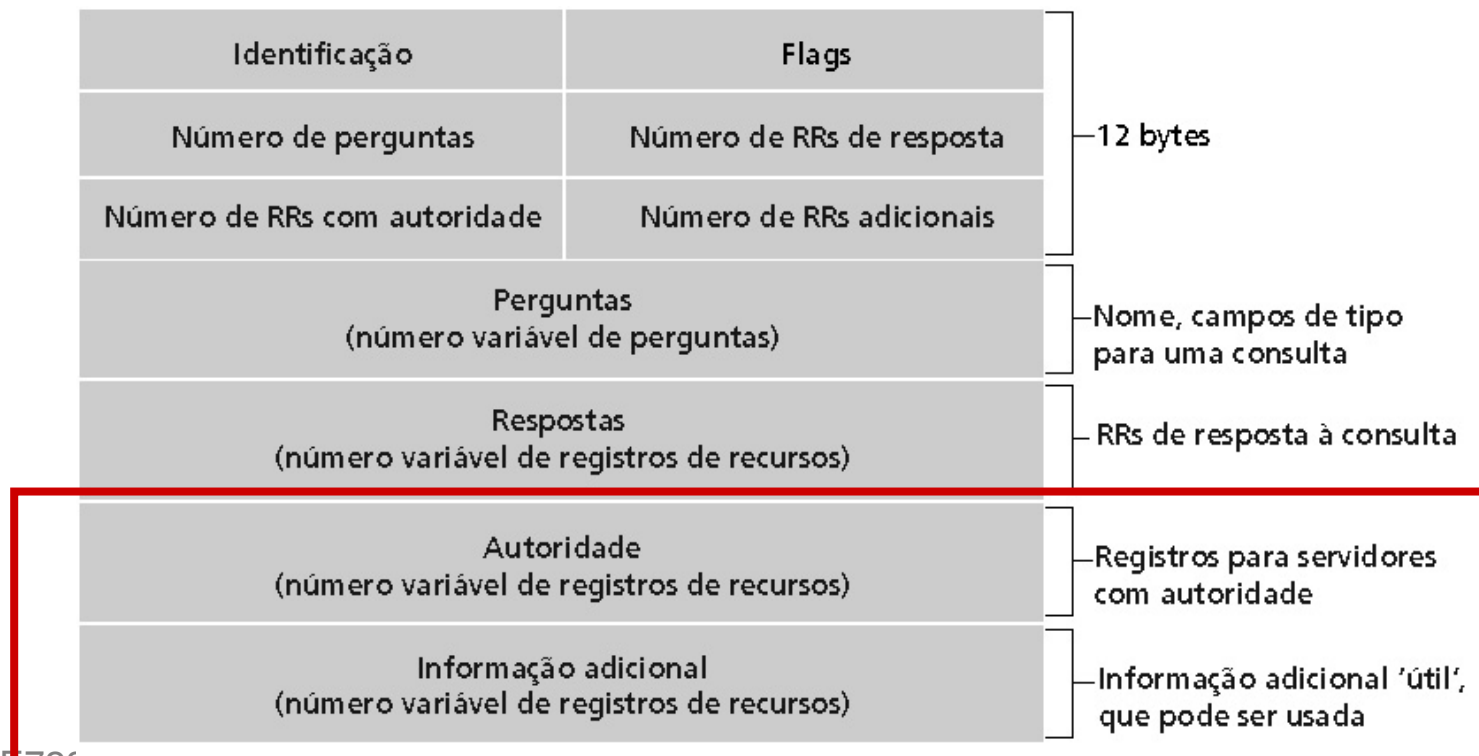 Identificação
Flags
Número de perguntas
Número de RRs de resposta
12 bytes
Número de RRs com autoridade
Número de RRs adicionais
Perguntas
(número variável de perguntas)
Nome, campos de tipo
para uma consulta
Respostas
(número variável de registros de recursos)
RRs de resposta à consulta
Autoridade
(número variável de registros de recursos)
Registros para servidores
com autoridade
Informação adicional
(número variável de registros de recursos)
Informação adicional ‘útil’,
que pode ser usada